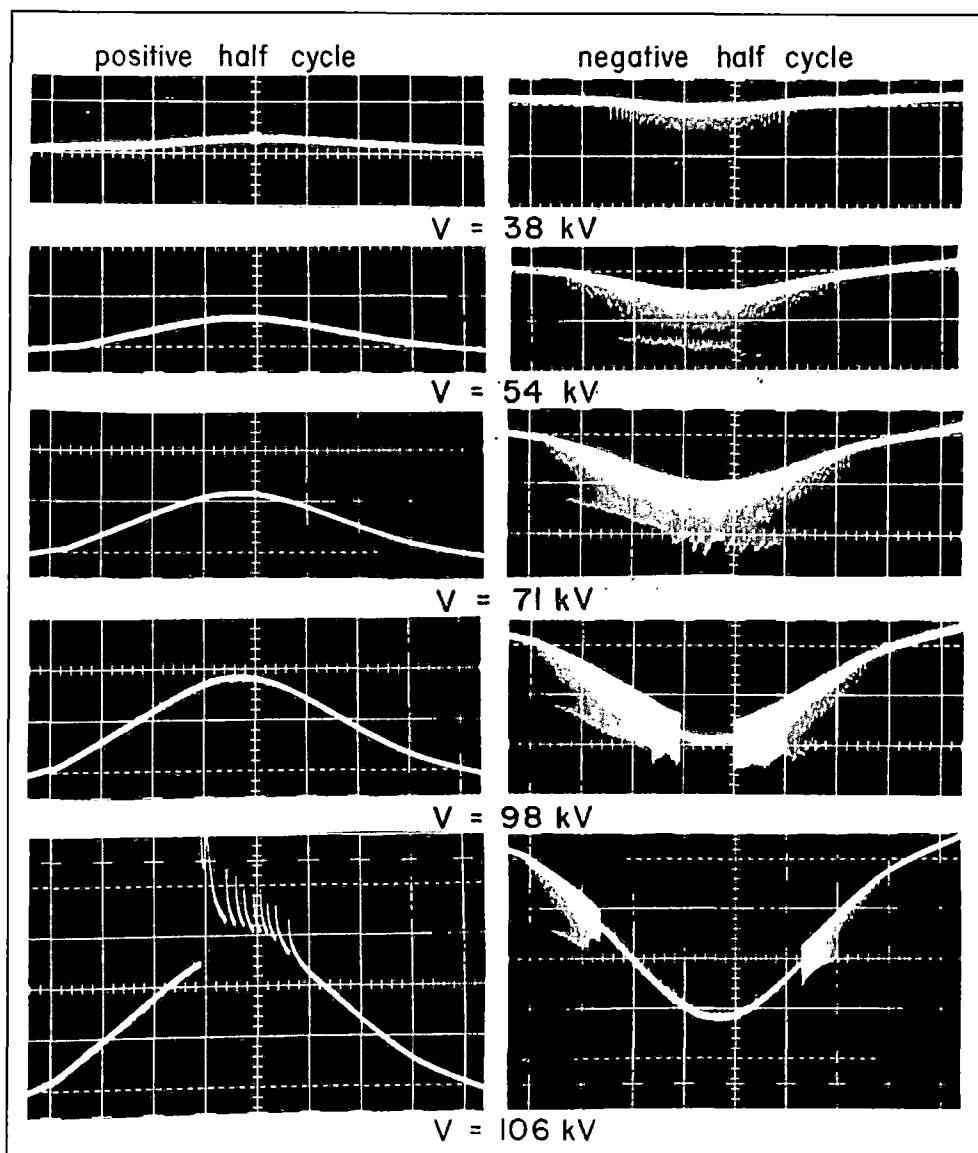 positive half cycle
negative half cycle
V = 38 kV
V = 54 kV
V = 71 kV
V = 98 kV
V = 106 kV